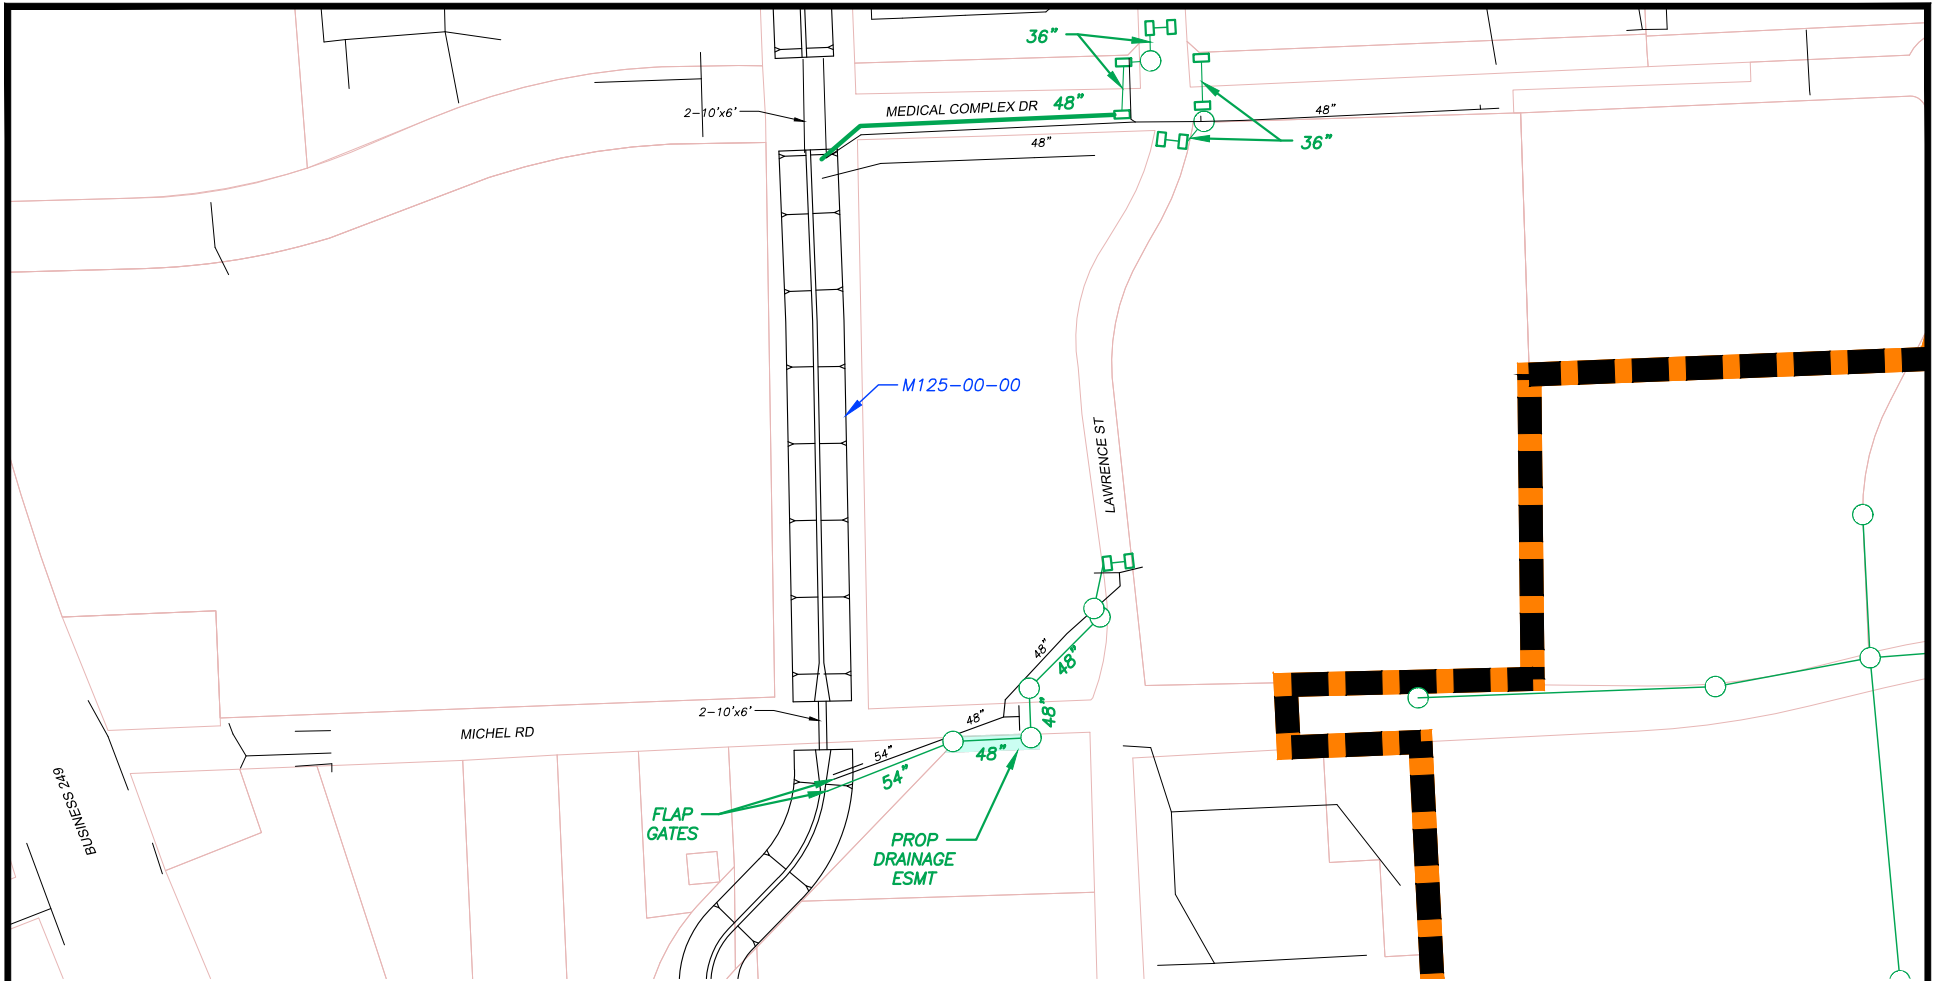 36”
MEDICAL COMPLEX DR
48”
2-10'x6'
48”
48”
36”
M125-00-00
LAWRENCE ST
48”
48”
48”
48”
2-10'x6'
MICHEL RD
54”
48”
54”
BUSINESS 249
FLAP
GATES
PROP
DRAINAGE
ESMT